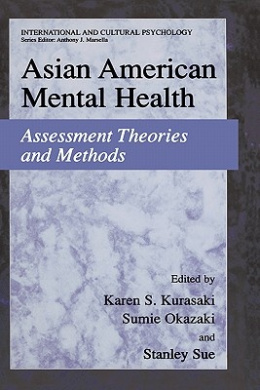 INTERNATIONAL AND CULTURAL PSYCHOLOGY
Series Editor: Anthony J. Marsella
Asian American
Mental Health
Assessment Theories
and Methods
Edited by
Karen S. Kurasaki
Sumie Okazaki
and
Stanley Sue